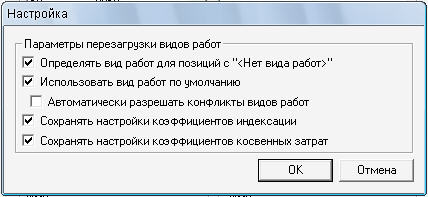 Настройка
Параметры перезагрузки видов работ
Определять вид работ для позиций с "<Нет вида работ>"
Использовать вид работ по умолчанию
Автоматически разрешать конфликты видов работ
Сохранять настройки коэффициентов индексации
Сохранять настройки коэффициентов косвенных затрат
OK
Отмена